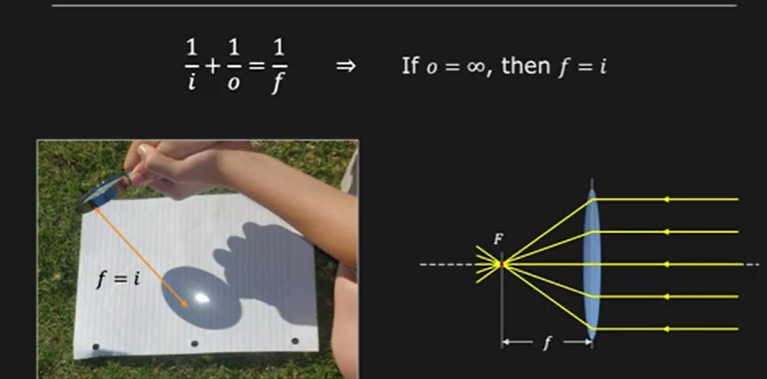 1/i + 1/o = 1/f ⇒ If o = ∞, then f = i
f = i
F
f